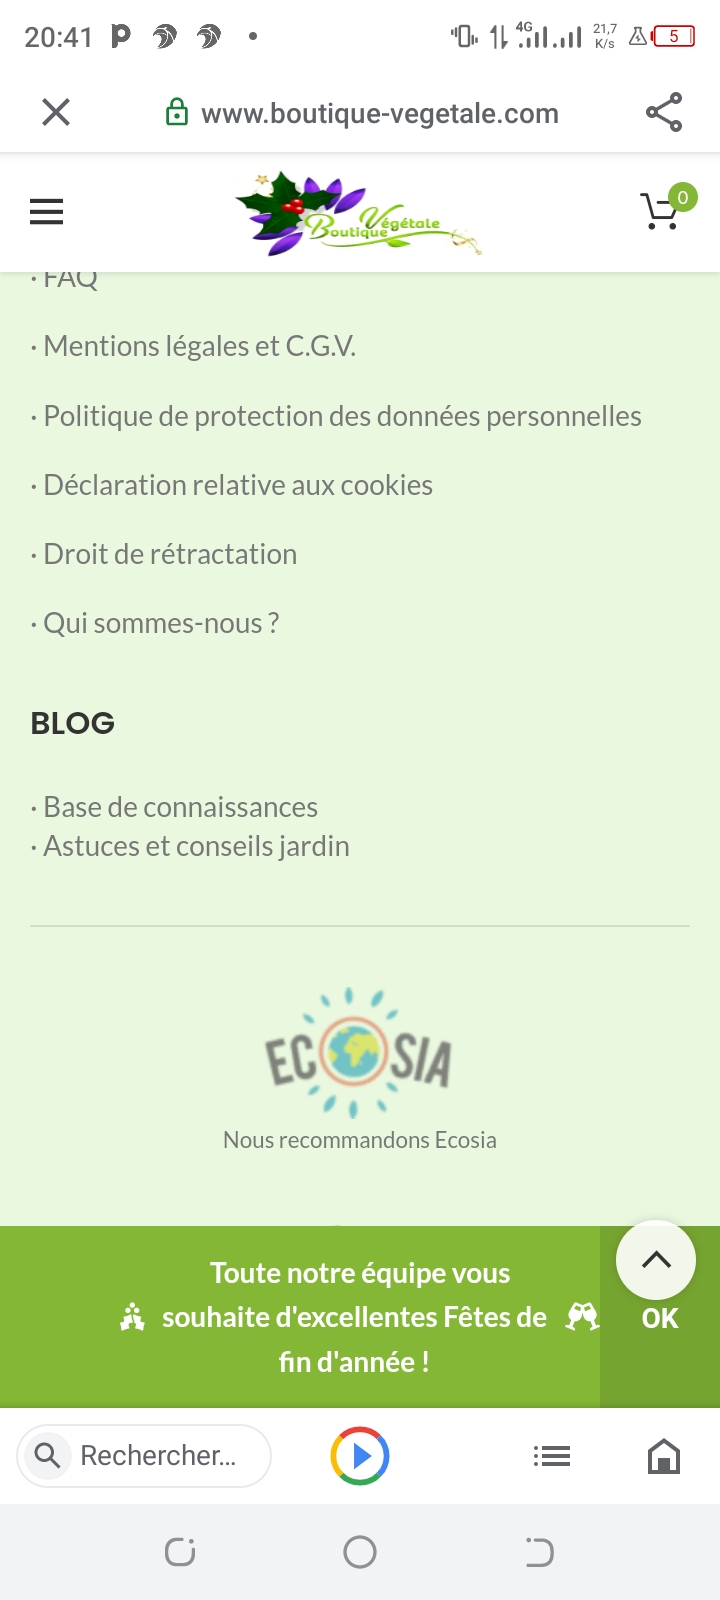 20:41
4G
21,7
K/s
5
www.boutique-vegetale.com
Boutique Végétale
0
· FAQ
· Mentions légales et C.G.V.
· Politique de protection des données personnelles
· Déclaration relative aux cookies
· Droit de rétractation
· Qui sommes-nous ?
BLOG
· Base de connaissances
· Astuces et conseils jardin
ECOSIA
Nous recommandons Ecosia
Toute notre équipe vous
souhaite d'excellentes Fêtes de
fin d'année !
OK
Rechercher...